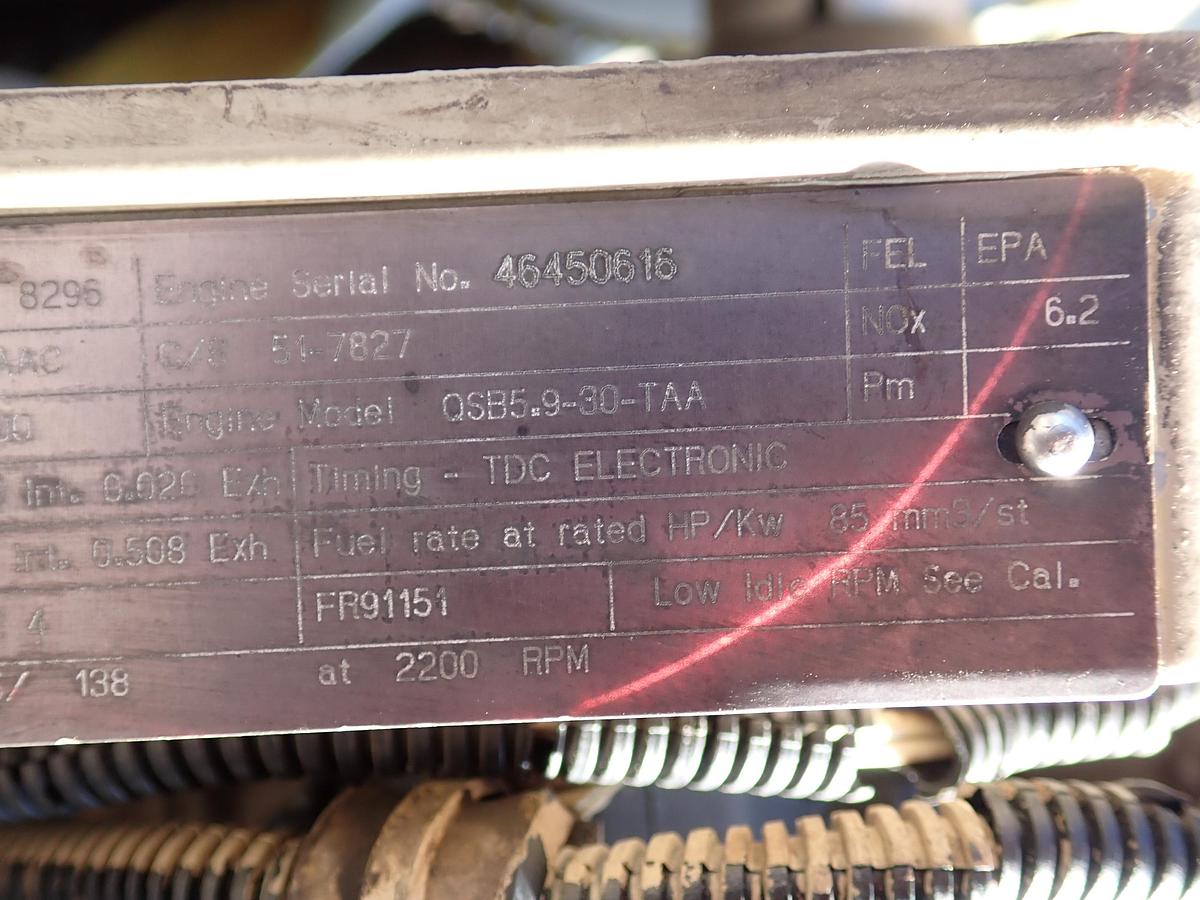 8296 Engine Serial No. 46450616 FEL EPA
AAC C/S 51-7827 NOx 6.2
Engine Model QSB5.9-30-TAA Pm
Int. Exh Timing - TDC ELECTRONIC
Int. 0.508 Exh Fuel rate at rated HP/Kw 85 mm3/st
4 FR91151 Low Idle RPM See Cal.
/ 138 at 2200 RPM